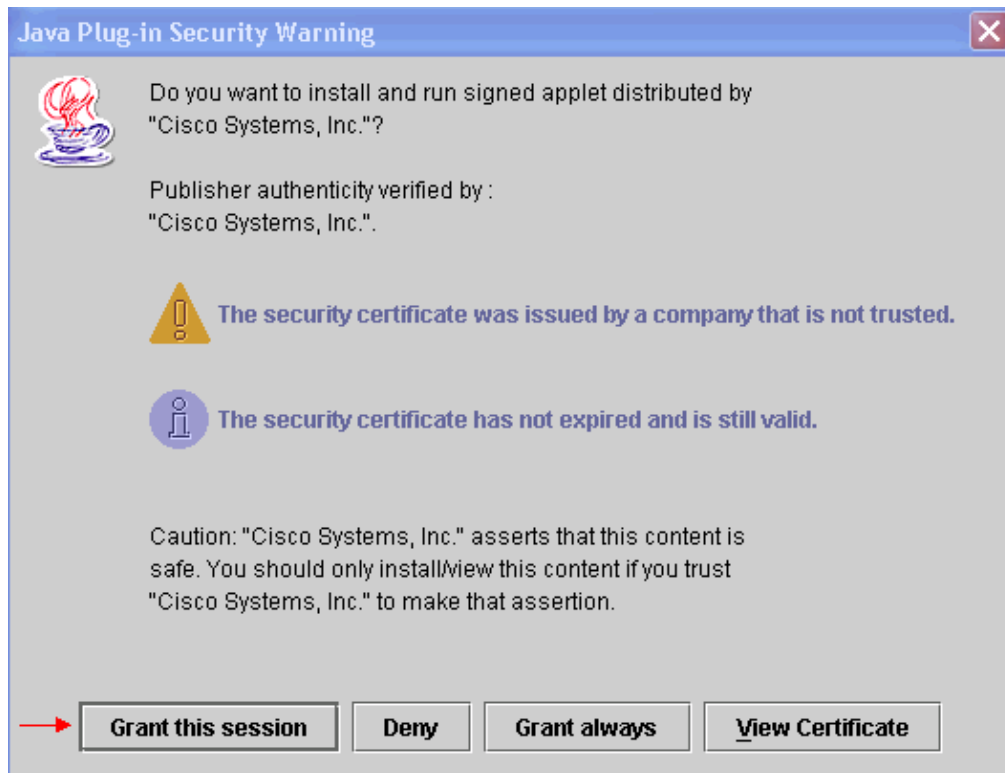 Java Plug-in Security Warning
Do you want to install and run signed applet distributed by
"Cisco Systems, Inc."?
Publisher authenticity verified by :
"Cisco Systems, Inc.".
The security certificate was issued by a company that is not trusted.
The security certificate has not expired and is still valid.
Caution: "Cisco Systems, Inc." asserts that this content is
safe. You should only install/view this content if you trust
"Cisco Systems, Inc." to make that assertion.
Grant this session Deny Grant always View Certificate